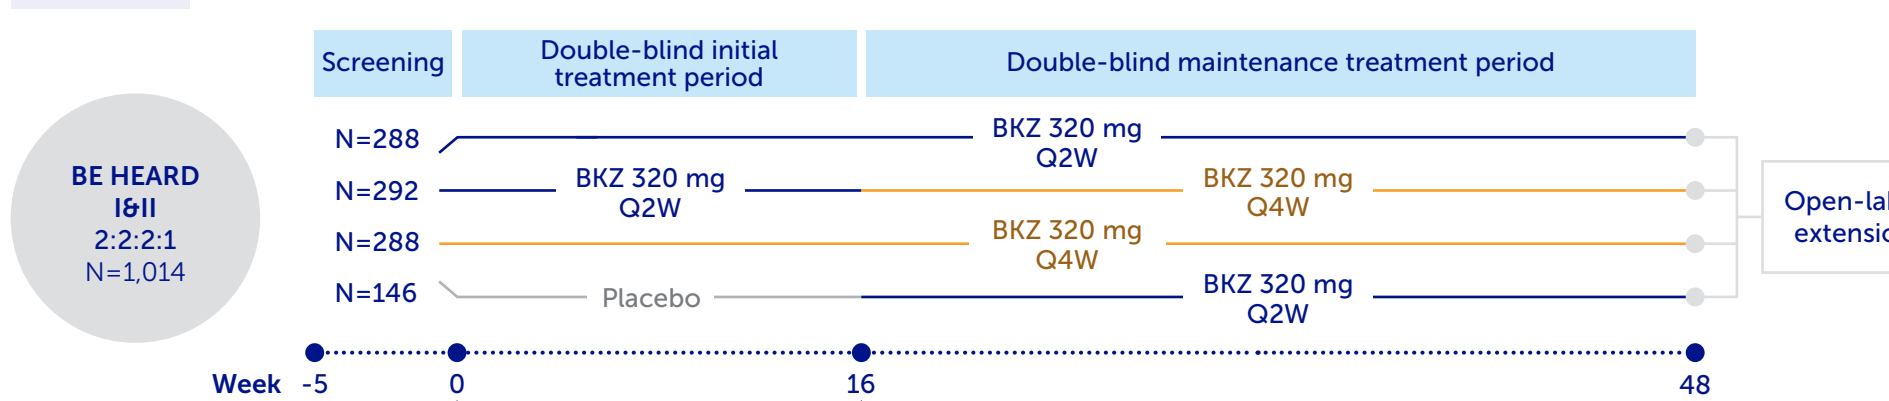 Screening
Double-blind initial
treatment period
Double-blind maintenance treatment period
BE HEARD
I&II
2:2:2:1
N=1,014
N=288
BKZ 320 mg
Q2W
N=292
BKZ 320 mg
Q2W
BKZ 320 mg
Q4W
N=288
BKZ 320 mg
Q4W
N=146
Placebo
BKZ 320 mg
Q2W
Week -5 0 16 48